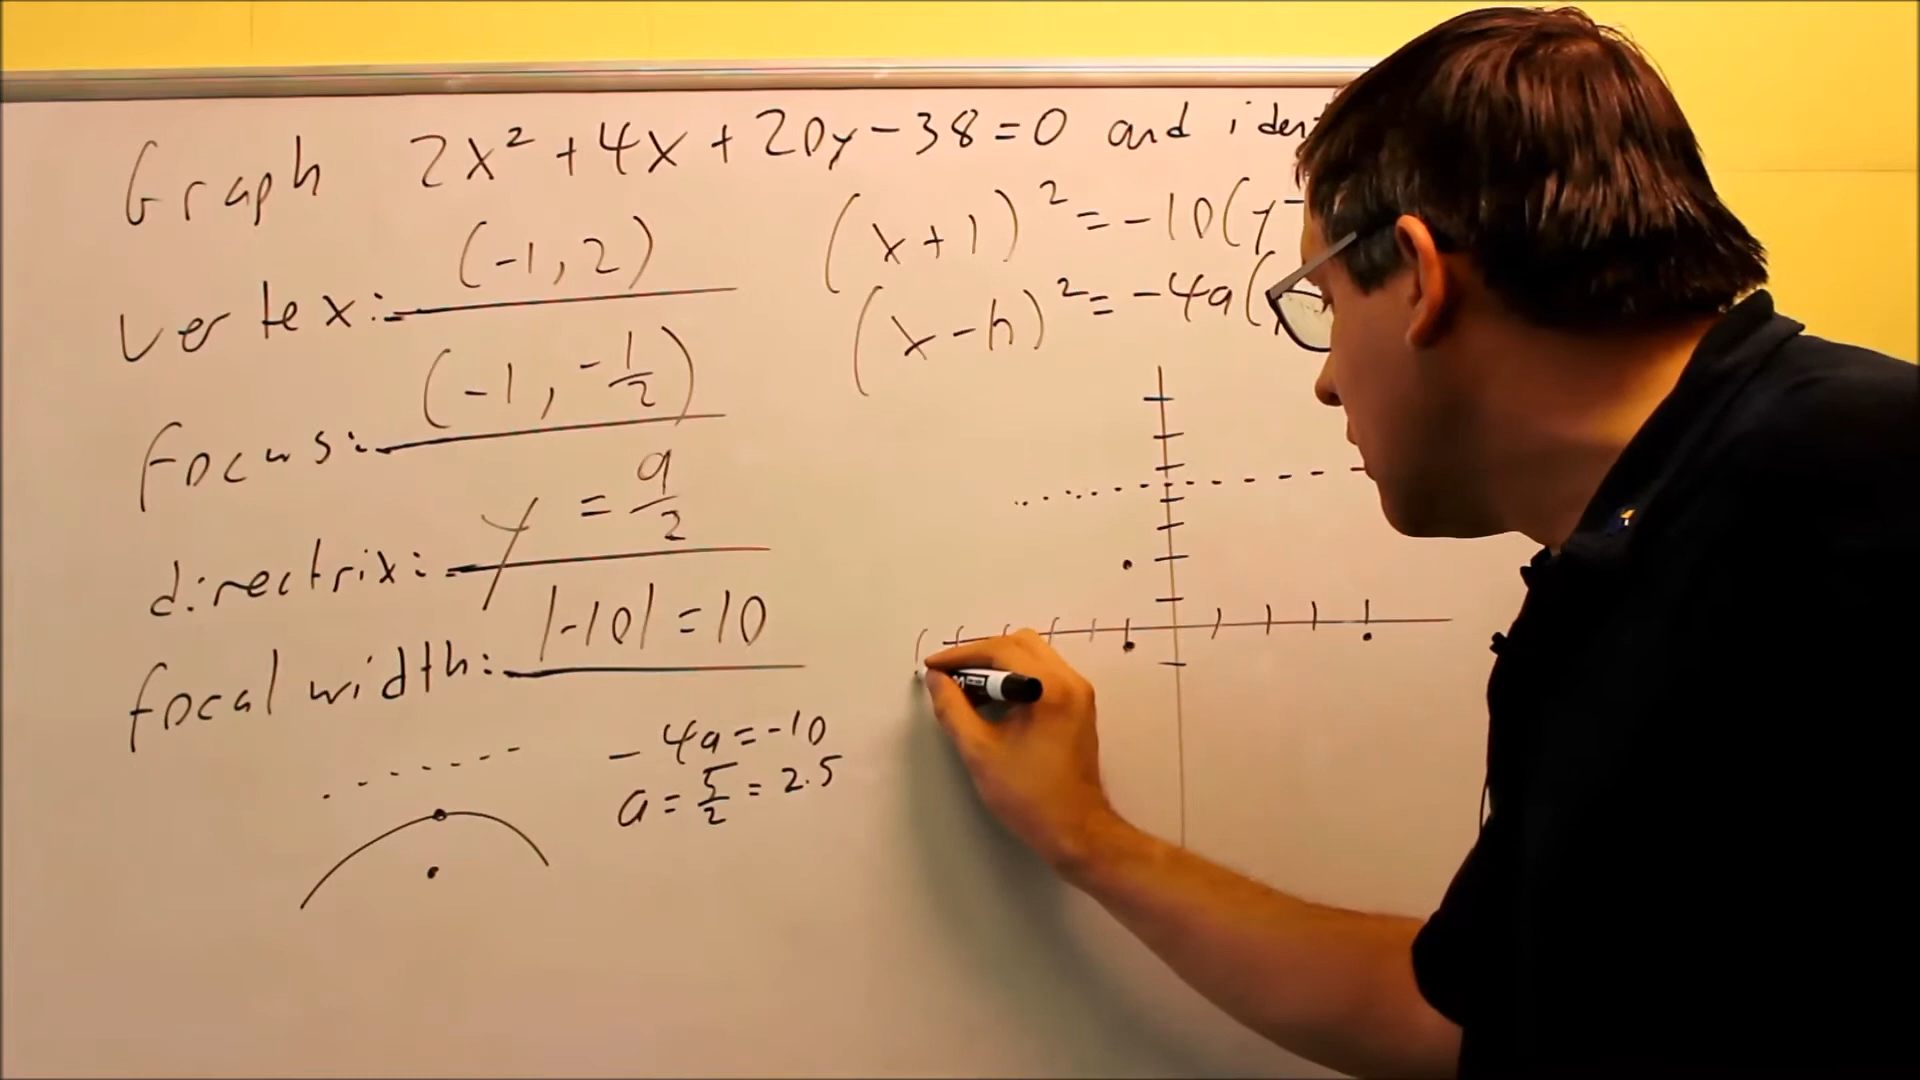 Graph 2x² + 4x + 20y - 38 = 0 and iden
vertex: (-1, 2)
focus: (-1, -1/2)
directrix: y = 9/2
focal width: |-10| = 10
-4a = -10
a = 5/2 = 2.5
(x + 1)² = -10(y -
(x - h)² = -4a(